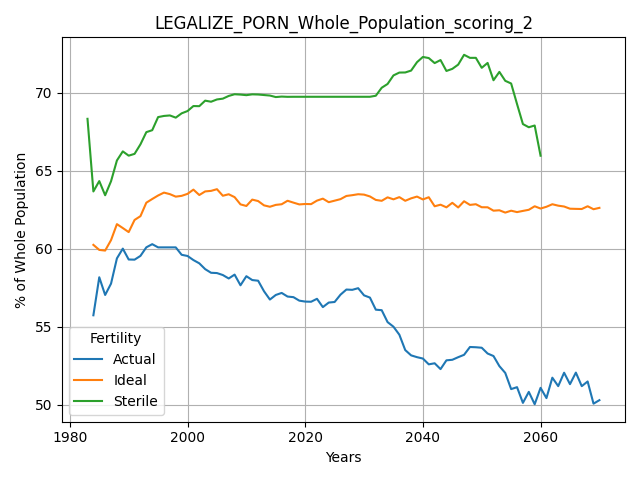 LEGALIZE_PORN_Whole_Population_scoring_2
% of Whole Population
70
65
60
55
50
Fertility
Actual
Ideal
Sterile
1980 2000 2020 2040 2060
Years